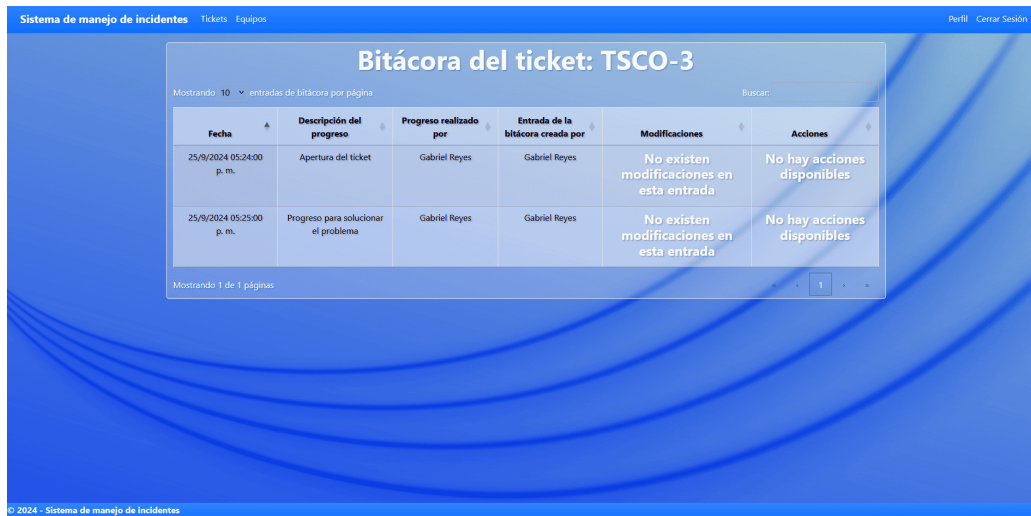 Sistema de manejo de incidentes Tickets Equipos Perfil Cerrar Sesión
Bitácora del ticket: TSCO-3
Mostrando 10 entradas de bitácora por página Buscar:
Fecha
Descripción del
progreso
Progreso realizado
por
Entrada de la
bitácora creada por
Modificaciones
Acciones
25/9/2024 05:24:00
p. m.
Apertura del ticket
Gabriel Reyes
Gabriel Reyes
No existen
modificaciones en
esta entrada
No hay acciones
disponibles
25/9/2024 05:25:00
p. m.
Progreso para solucionar
el problema
Gabriel Reyes
Gabriel Reyes
No existen
modificaciones en
esta entrada
No hay acciones
disponibles
Mostrando 1 de 1 páginas « ‹ 1 › »
© 2024 - Sistema de manejo de incidentes